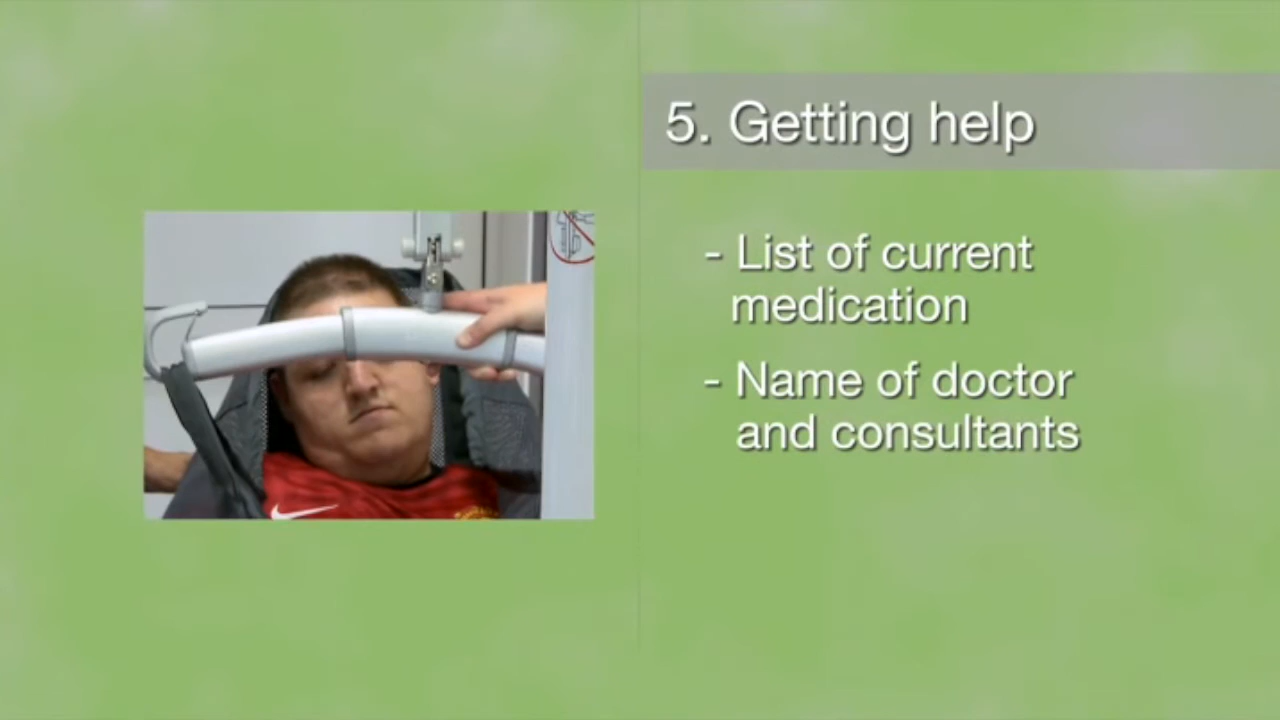 5. Getting help
- List of current
medication
- Name of doctor
and consultants